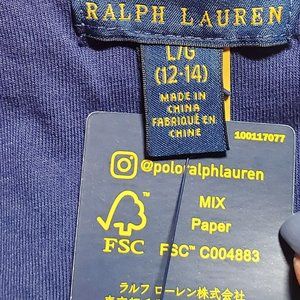 RALPH LAUREN
L/G
(12-14)
MADE IN
CHINA
FABRIQUÉ EN
CHINE
100117077
@poloralphlauren
MIX
Paper
FSC™ C004883
FSC
ラルフ ローレン株式会